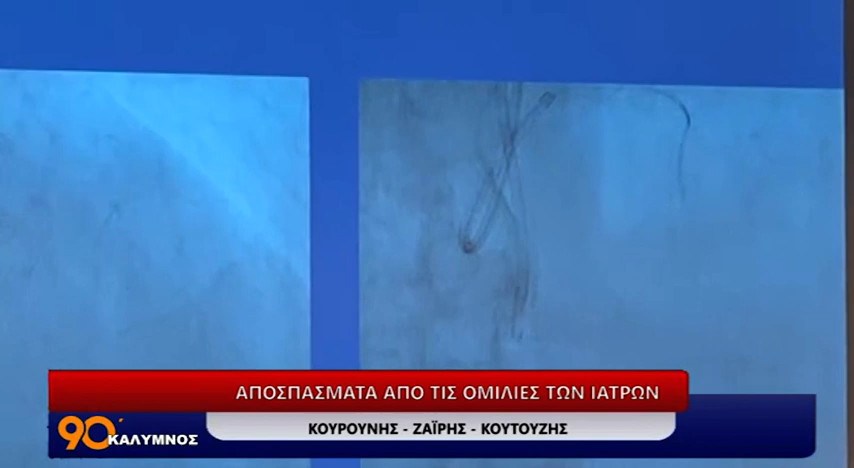 ΑΠΟΣΠΑΣΜΑΤΑ ΑΠΟ ΤΙΣ ΟΜΙΛΙΕΣ ΤΩΝ ΙΑΤΡΩΝ
ΚΟΥΡΟΥΝΗΣ - ΖΑΪΡΗΣ - ΚΟΥΤΟΥΖΗΣ
90΄ ΚΑΛΥΜΝΟΣ